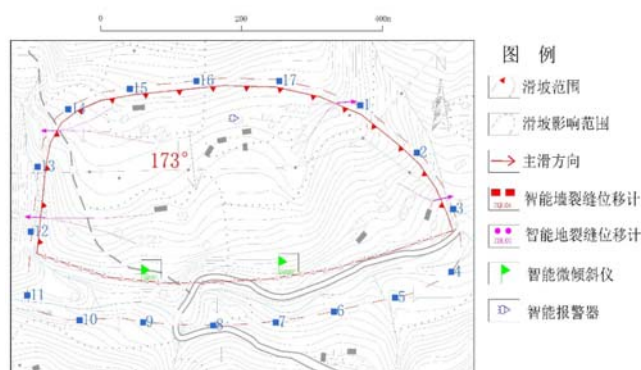 0 200 400m
图 例
滑坡范围
滑坡影响范围
主滑方向
智能墙裂缝位移计
智能地裂缝位移计
智能微倾斜仪
智能报警器
14 15 16 17 1
2
173°
13
3
12
4
11 5
10 9 8 7 6